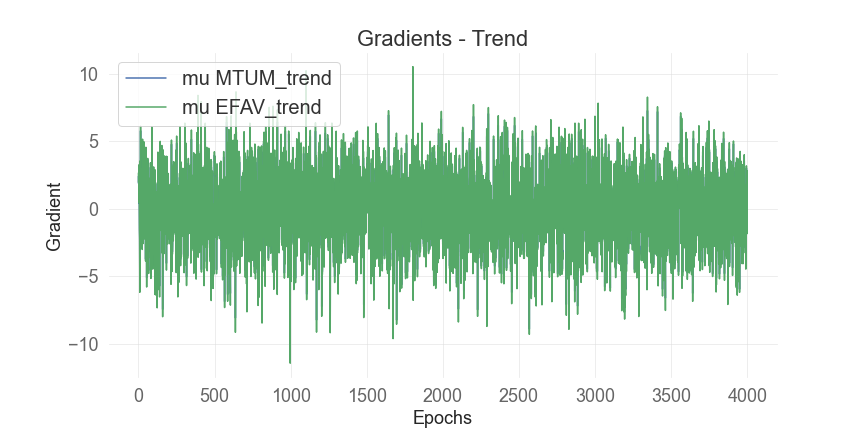 Gradients - Trend
mu MTUM_trend
mu EFAV_trend
Gradient
10
5
0
−5
−10
0 500 1000 1500 2000 2500 3000 3500 4000
Epochs